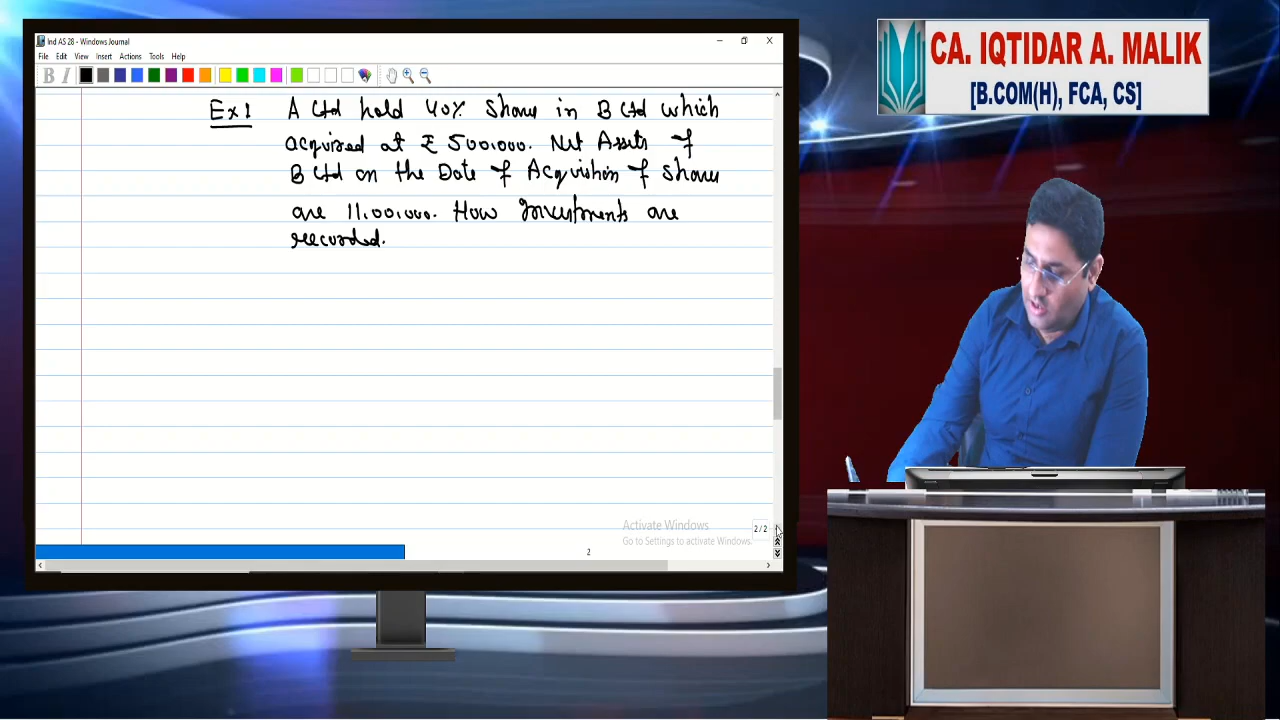 Ind AS 28 - Windows Journal
File Edit View Insert Actions Tools Help
B I
Ex 1 A Ltd hold 40% Shares in B Ltd which
acquired at ₹ 500.000. Net Assets of
B Ltd on the Date of Acquisition of Shares
are 11.00.000. How Investments are
recorded.
Activate Windows
Go to Settings to activate Windows.
2 / 2
2
CA. IQTIDAR A. MALIK
[B.COM(H), FCA, CS]